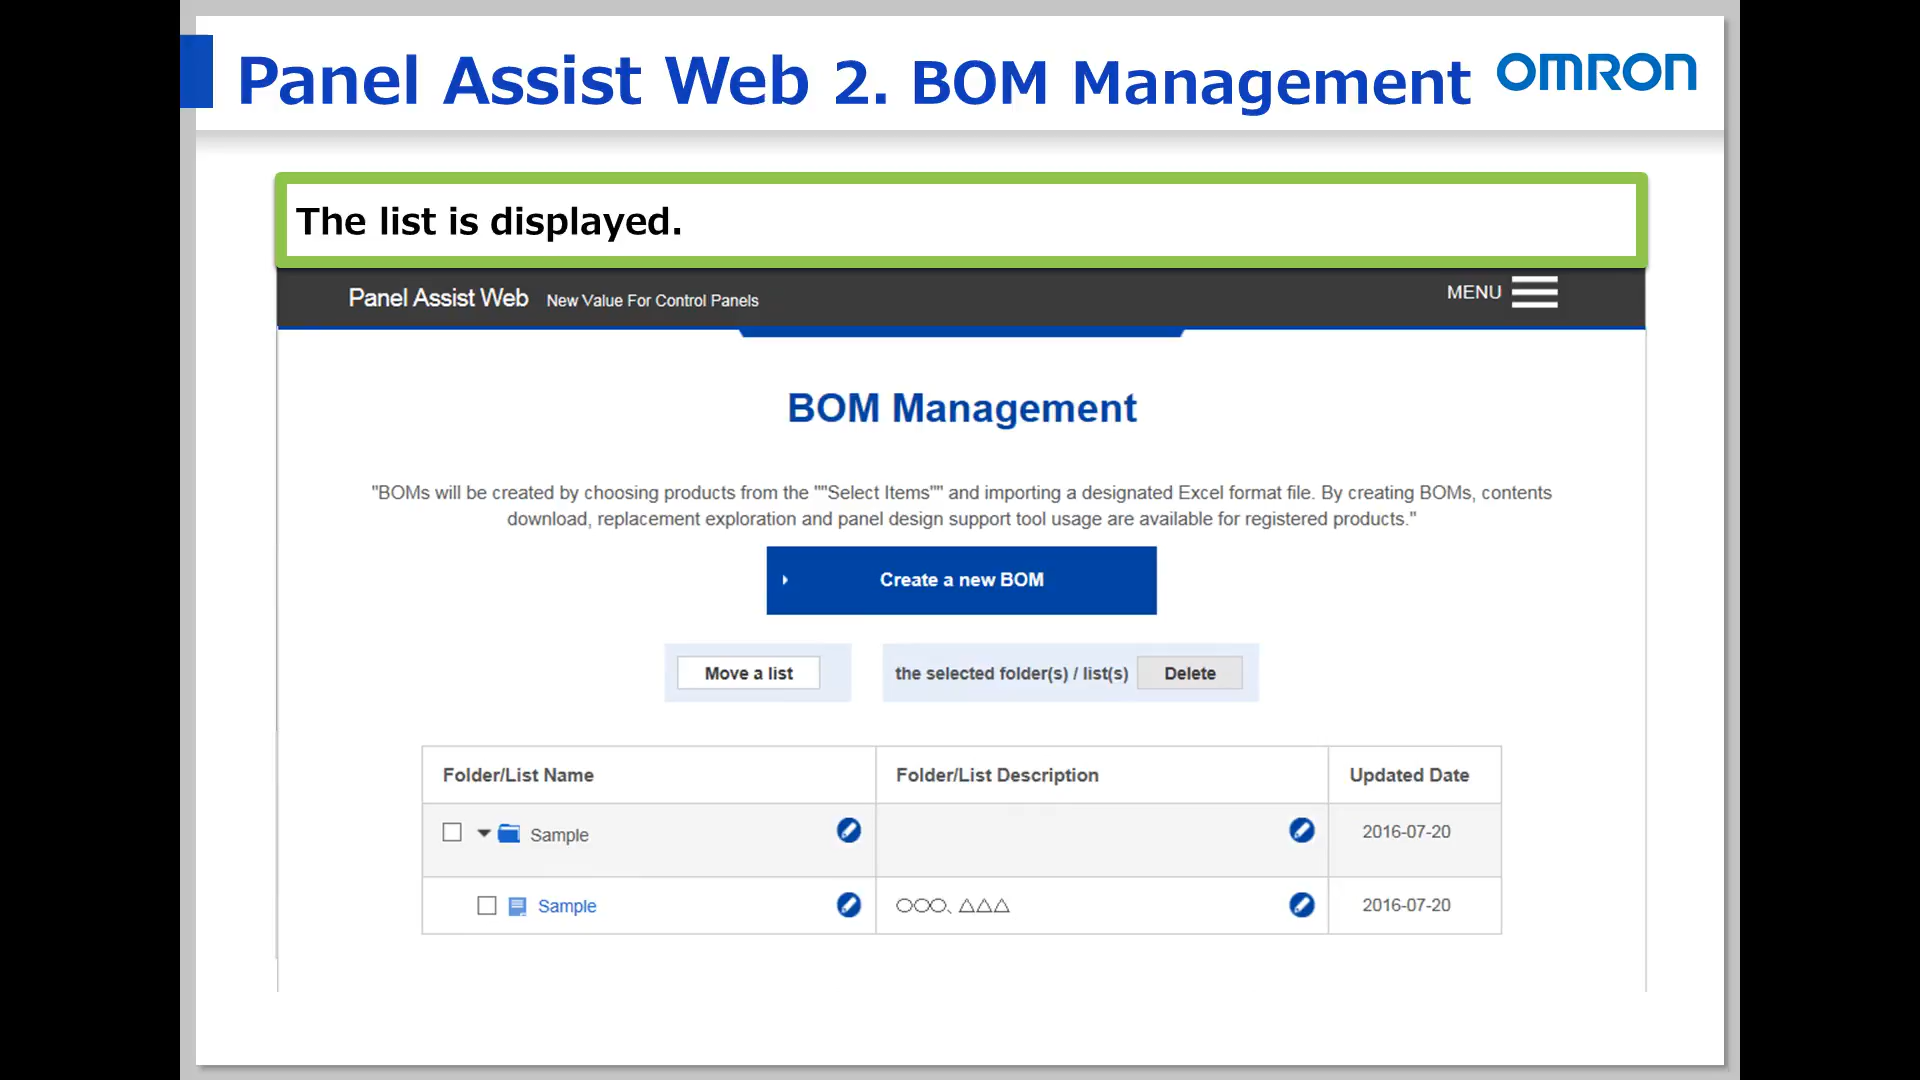 Panel Assist Web 2. BOM Management OMRON
The list is displayed.
Panel Assist Web New Value For Control Panels MENU
BOM Management
"BOMs will be created by choosing products from the ""Select Items"" and importing a designated Excel format file. By creating BOMs, contents
download, replacement exploration and panel design support tool usage are available for registered products."
Create a new BOM
Move a list the selected folder(s) / list(s) Delete
Folder/List Name Folder/List Description Updated Date
Sample 2016-07-20
Sample ○○○、△△△ 2016-07-20